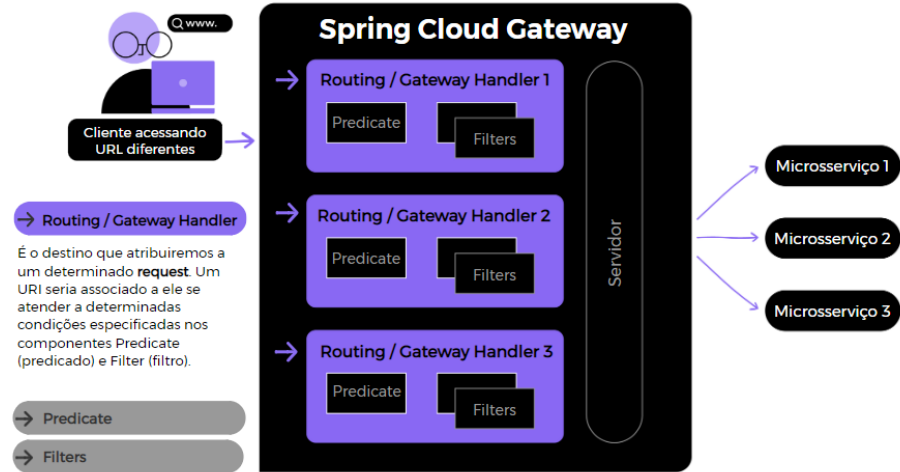 www.
Cliente acessando
URL diferentes
Routing / Gateway Handler
É o destino que atribuiremos a
um determinado request. Um
URI seria associado a ele se
atender a determinadas
condições especificadas nos
componentes Predicate
(predicado) e Filter (filtro).
Predicate
Filters
Spring Cloud Gateway
Routing / Gateway Handler 1
Predicate
Filters
Routing / Gateway Handler 2
Predicate
Filters
Routing / Gateway Handler 3
Predicate
Filters
Servidor
Microsserviço 1
Microsserviço 2
Microsserviço 3